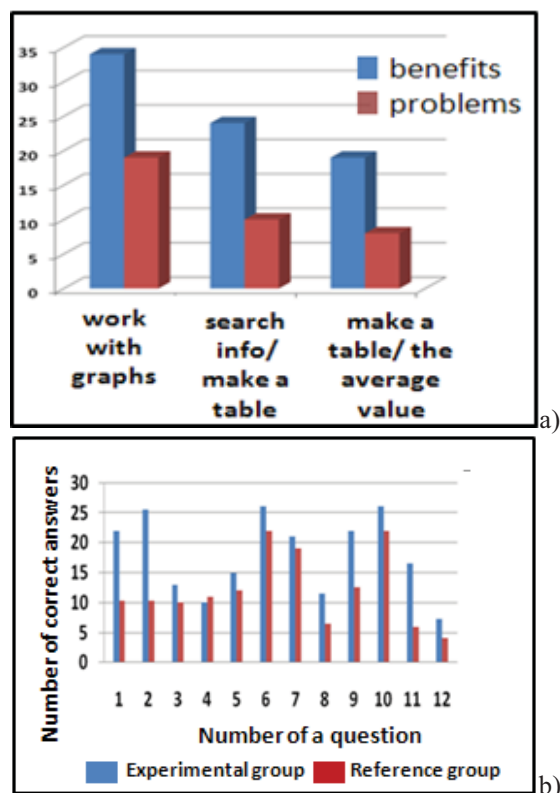 35
30
25
20
15
10
5
0
benefits
problems
work with graphs
search info/ make a table
make a table/ the average value
a)
Number of correct answers
30
25
20
15
10
5
0
1 2 3 4 5 6 7 8 9 10 11 12
Number of a question
Experimental group Reference group
b)